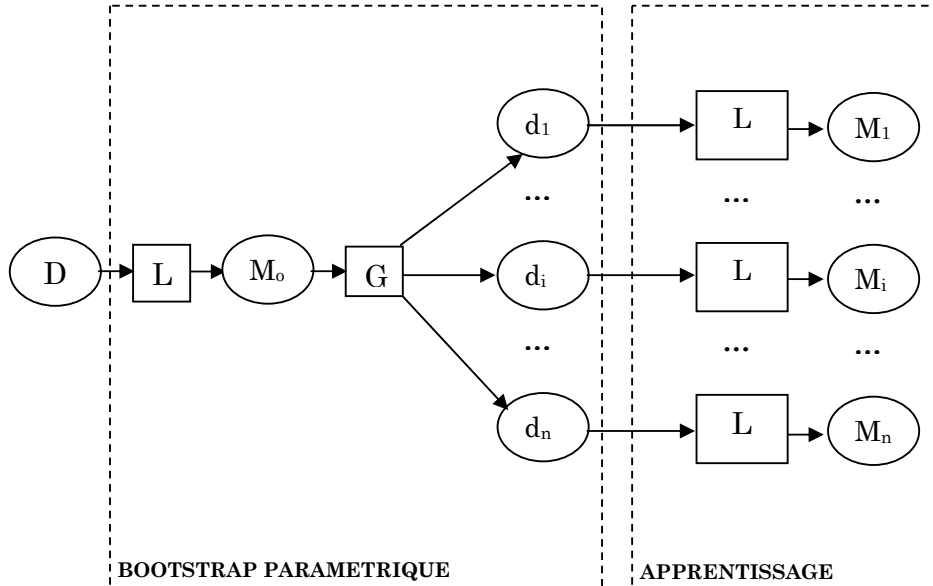 d1 L M1
... ... ...
D L Mo G di L Mi
... ... ...
dn L Mn
BOOTSTRAP PARAMETRIQUE APPRENTISSAGE